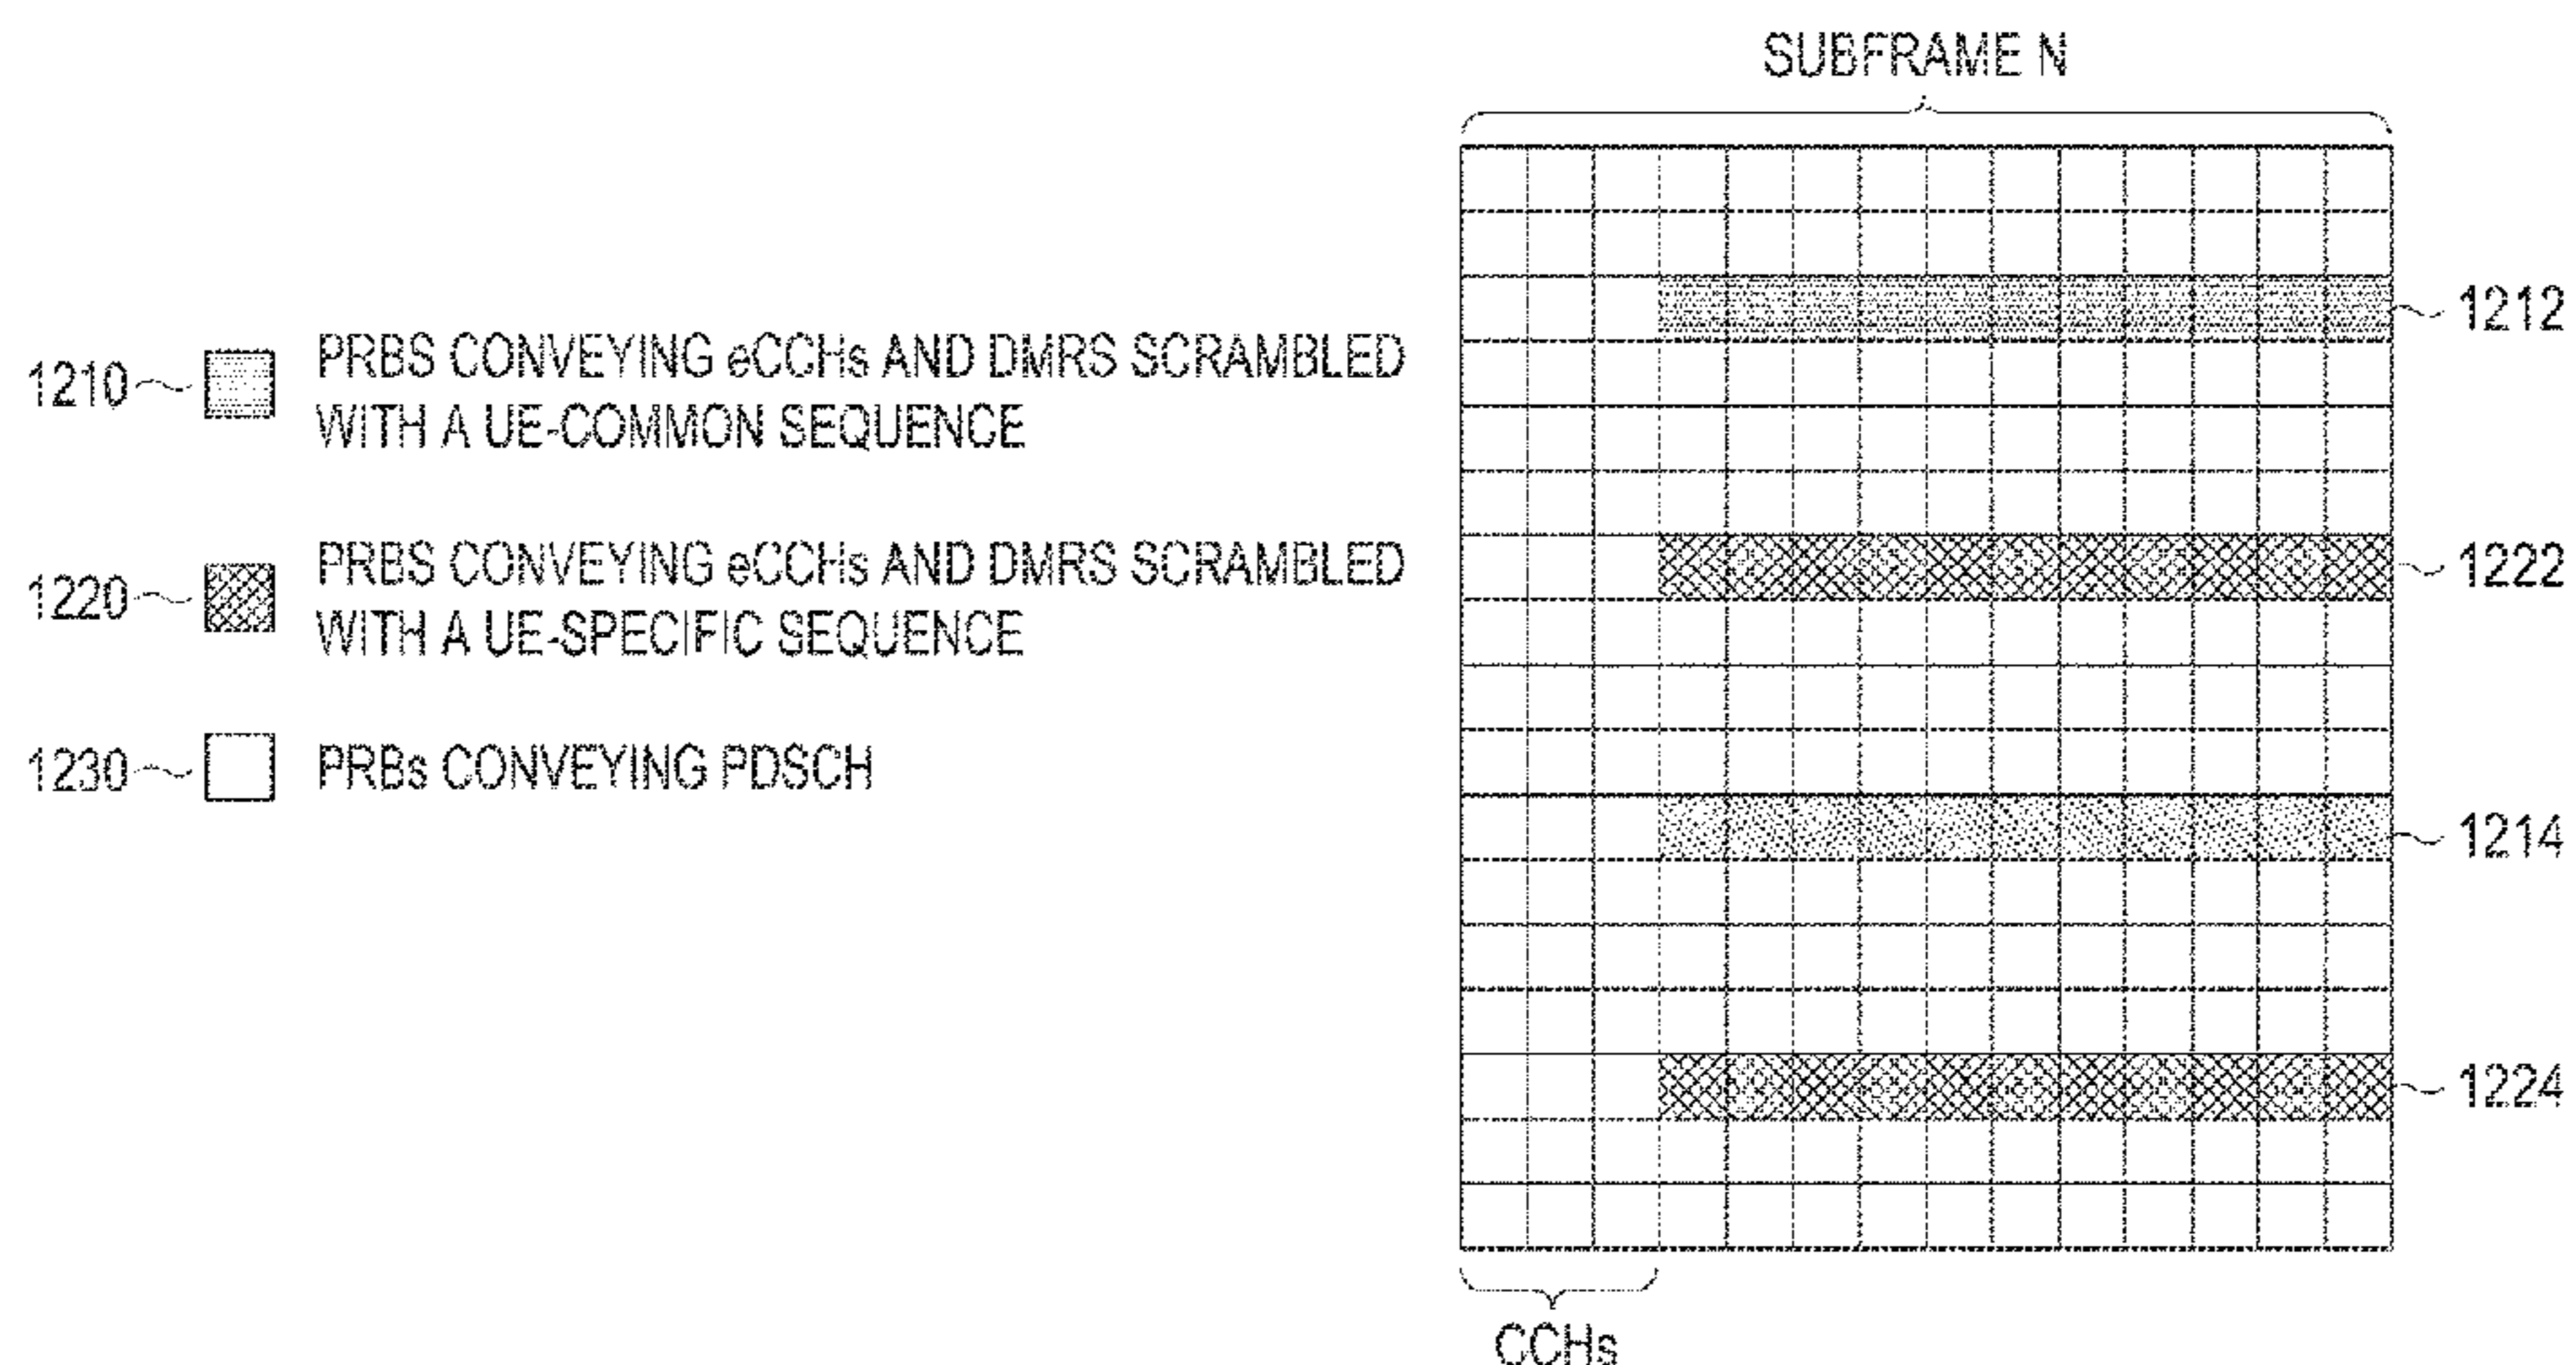 SUBFRAME N
1212
1210 PRBS CONVEYING eCCHs AND DMRS SCRAMBLED
WITH A UE-COMMON SEQUENCE
1222
1220 PRBS CONVEYING eCCHs AND DMRS SCRAMBLED
WITH A UE-SPECIFIC SEQUENCE
1230 PRBs CONVEYING PDSCH
1214
1224
CCHs